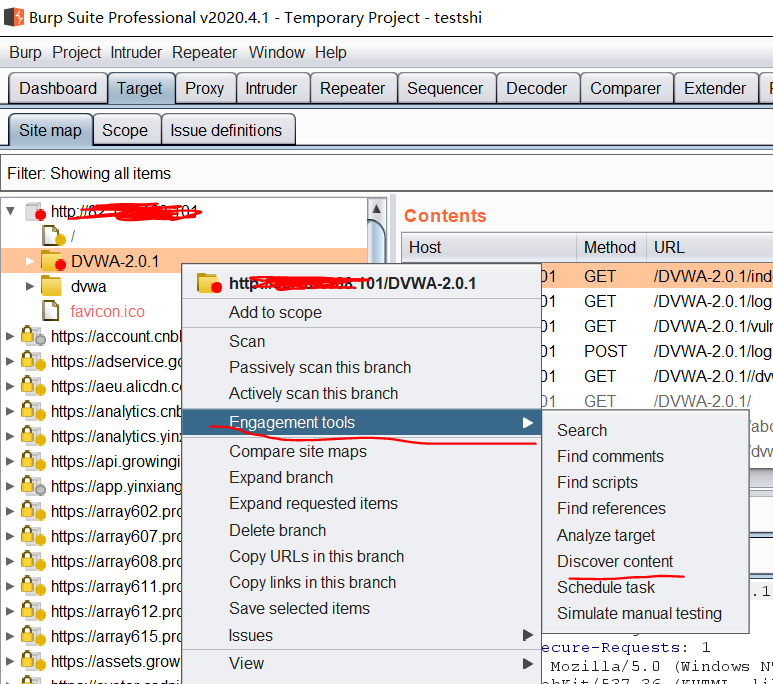 Burp Suite Professional v2020.4.1 - Temporary Project - testshi
Burp Project Intruder Repeater Window Help
Dashboard Target Proxy Intruder Repeater Sequencer Decoder Comparer Extender
Site map Scope Issue definitions
Filter: Showing all items
http:// 101
/
DVWA-2.0.1
dvwa
favicon.ico
https://account.cnbl
https://adservice.go
https://aeu.alicdn.c
https://analytics.cnb
https://analytics.yinx
https://api.growingi
https://app.yinxiang
https://array602.pro
https://array607.pro
https://array608.pro
https://array611.pro
https://array612.pro
https://array615.pro
https://assets.grow
Contents
Host Method URL
01 GET /DVWA-2.0.1/ind
01 GET /DVWA-2.0.1/log
01 GET /DVWA-2.0.1/vuln
01 POST /DVWA-2.0.1/log
01 GET /DVWA-2.0.1//dv
01 GET /DVWA-2.0.1/
http .101/DVWA-2.0.1
Add to scope
Scan
Passively scan this branch
Actively scan this branch
Engagement tools
Compare site maps
Expand branch
Expand requested items
Delete branch
Copy URLs in this branch
Copy links in this branch
Save selected items
Issues
View
Search
Find comments
Find scripts
Find references
Analyze target
Discover content
Schedule task
Simulate manual testing
/abo
/dv
.1
ecure-Requests: 1
Mozilla/5.0 (Windows N